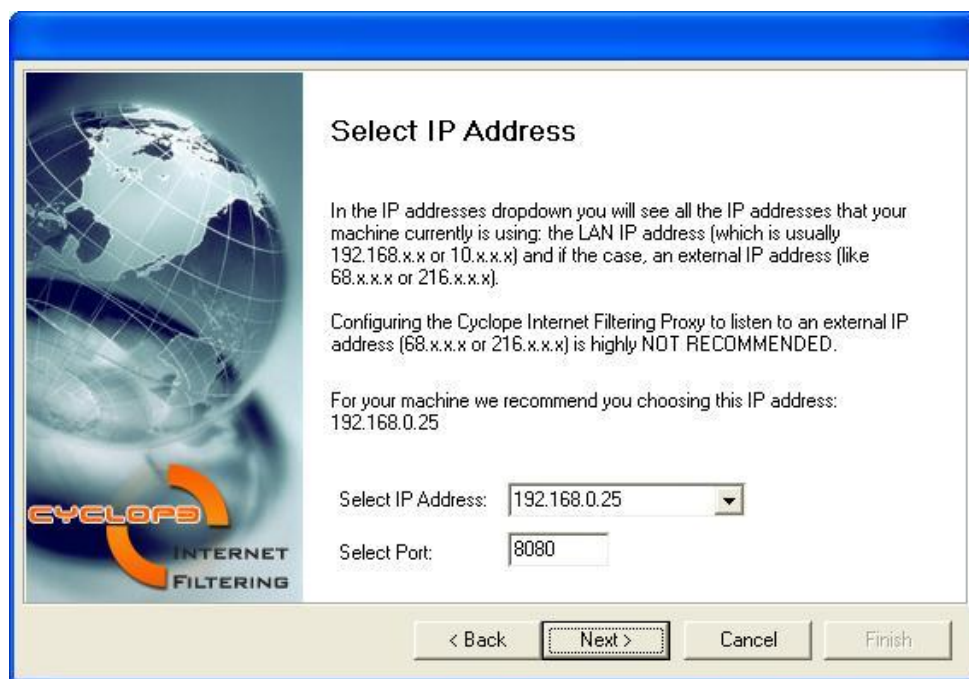 Select IP Address
In the IP addresses dropdown you will see all the IP addresses that your
machine currently is using: the LAN IP address (which is usually
192.168.x.x or 10.x.x.x) and if the case, an external IP address (like
68.x.x.x or 216.x.x.x).
Configuring the Cyclope Internet Filtering Proxy to listen to an external IP
address (68.x.x.x or 216.x.x.x) is highly NOT RECOMMENDED.
For your machine we recommend you choosing this IP address:
192.168.0.25
Select IP Address: 192.168.0.25
Select Port: 8080
CYCLOPE
INTERNET
FILTERING
< Back Next > Cancel Finish